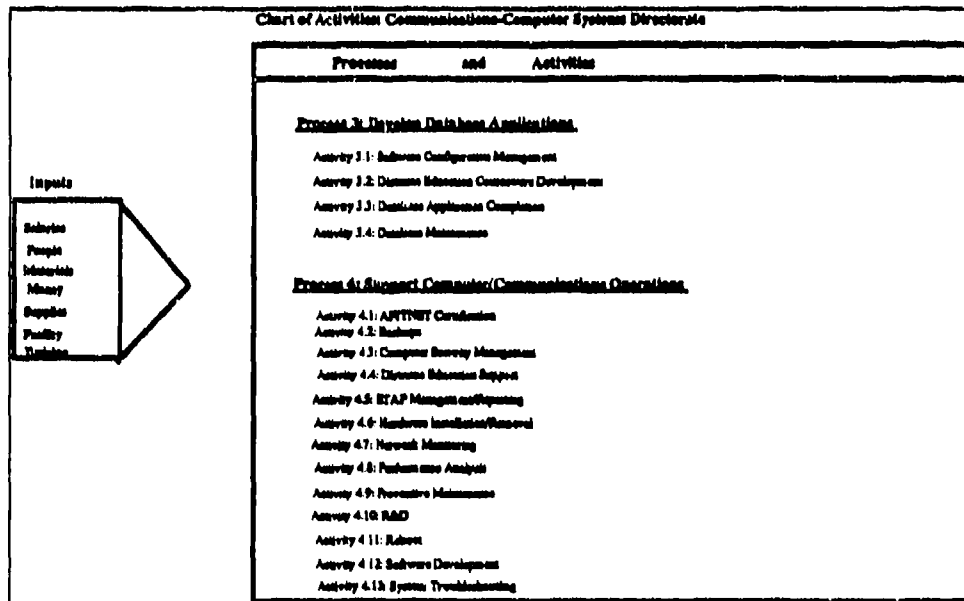 Chart of Activities Communications-Computer Systems Directorate
Processes and Activities
Process 3: Develop Database Applications
Activity 3.1: Software Configuration Management
Activity 3.2: Distance Education Courseware Development
Activity 3.3: Database Application Completion
Activity 3.4: Database Maintenance
Inputs
Salaries
People
Materials
Money
Supplies
Facility
Training
Process 4: Support Computer/Communications Operations
Activity 4.1: AFITNET Certification
Activity 4.2: Backups
Activity 4.3: Computer Security Management
Activity 4.4: Distance Education Support
Activity 4.5: Management/Reporting
Activity 4.6: Hardware Installation/Removal
Activity 4.7: Network Monitoring
Activity 4.8: Performance Analysis
Activity 4.9: Preventive Maintenance
Activity 4.10: R&D
Activity 4.11: Reboot
Activity 4.12: Software Development
Activity 4.13: System Troubleshooting